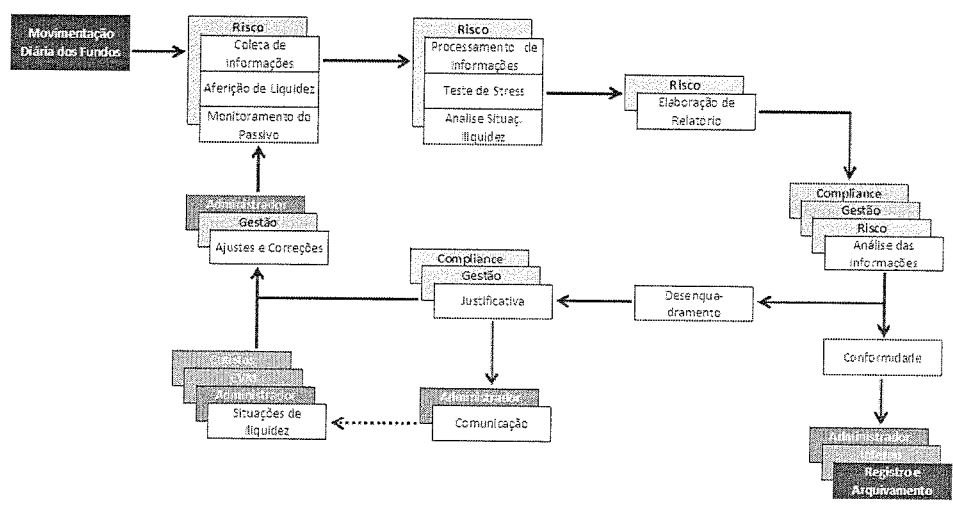 Movimentação
Diária dos Fundos
Risco
Coleta de
informações
Aferição de Liquidez
Monitoramento do
Passivo
Risco
Processamento de
informações
Teste de Stress
Analise Situaç.
Iliquidez
Risco
Elaboração de
Relatório
Compliance
Gestão
Risco
Análise das
informações
Administrador
Gestão
Ajustes e Correções
Compliance
Gestão
Justificativa
Desenqua-
dramento
Conformidade
CVM
Administrador
Situações de
Iliquidez
Administrador
Comunicação
Administrador
Registro e
Arquivamento